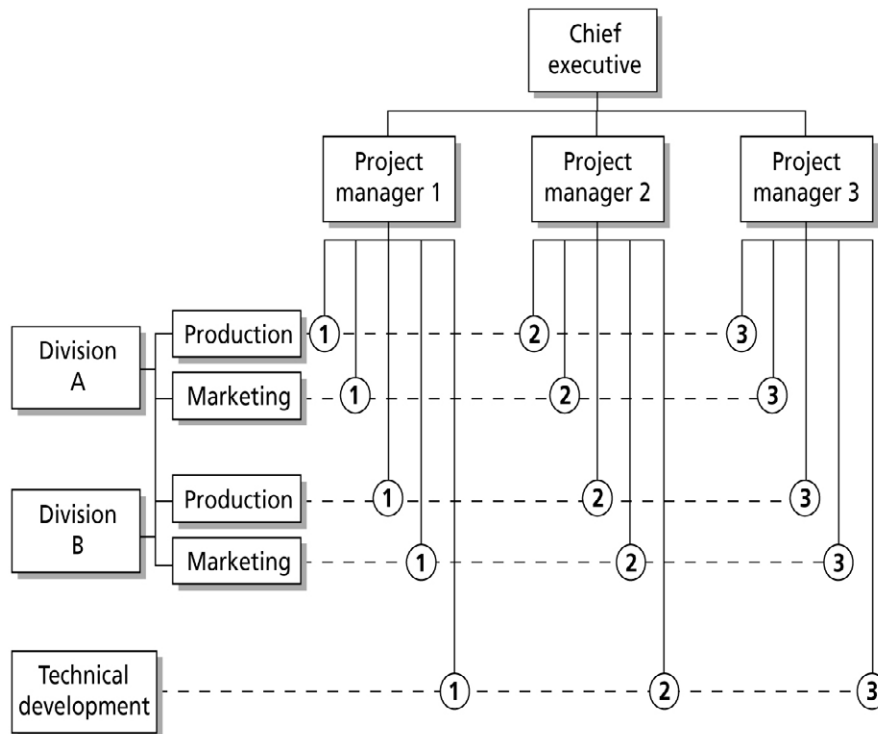 Chief
executive
Project
manager 1
Project
manager 2
Project
manager 3
Division
A
Production
1
2
3
Marketing
1
2
3
Division
B
Production
1
2
3
Marketing
1
2
3
Technical
development
1
2
3